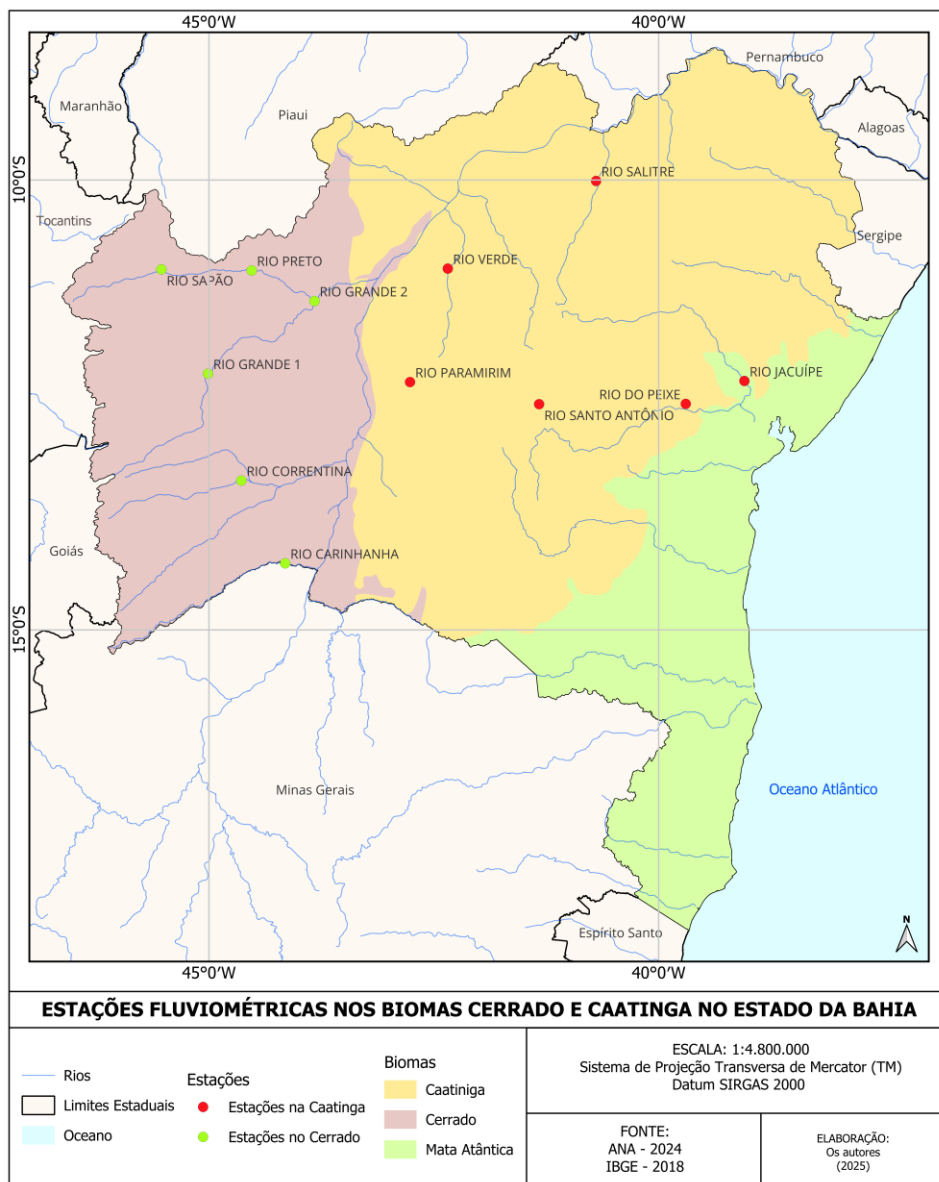 45°0'W
40°0'W
Pernambuco
Maranhão
Piaui
Alagoas
10°0'S
RIO SALITRE
Tocantins
Sergipe
RIO VERDE
RIO PRETO
RIO SAPÃO
RIO GRANDE 2
RIO GRANDE 1
RIO PARAMIRIM
RIO JACUÍPE
RIO DO PEIXE
RIO SANTO ANTÔNIO
RIO CORRENTINA
Goiás
RIO CARINHANHA
15°0'S
Minas Gerais
Oceano Atlântico
Espírito Santo
N
45°0'W
40°0'W
ESTAÇÕES FLUVIOMÉTRICAS NOS BIOMAS CERRADO E CAATINGA NO ESTADO DA BAHIA
Rios
Limites Estaduais
Oceano
Estações
Estações na Caatinga
Estações no Cerrado
Biomas
Caatiniga
Cerrado
Mata Atântica
ESCALA: 1:4.800.000
Sistema de Projeção Transversa de Mercator (TM)
Datum SIRGAS 2000
FONTE:
ANA - 2024
IBGE - 2018
ELABORAÇÃO:
Os autores
(2025)